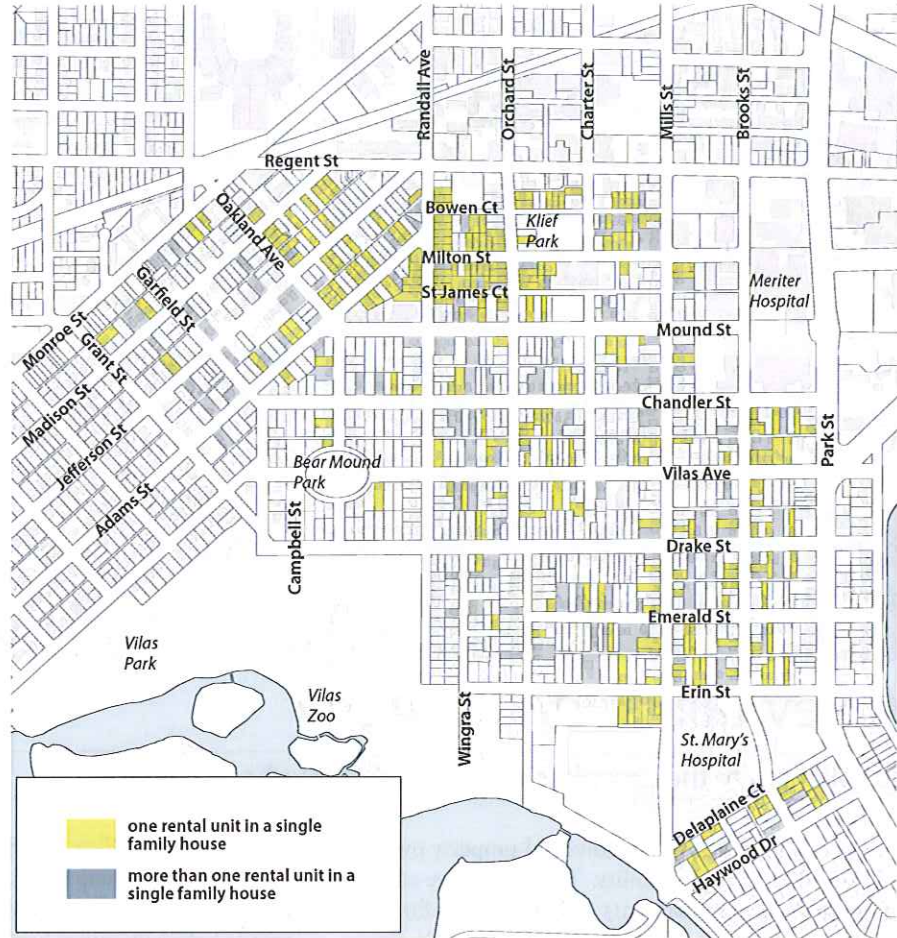 Randall Ave
Orchard St
Charter St
Mills St
Brooks St
Regent St
Oakland Ave
Bowen Ct
Klief
Park
Milton St
Garfield St
St James Ct
Meriter
Hospital
Monroe St
Mound St
Grant St
Chandler St
Madison St
Park St
Jefferson St
Bear Mound
Park
Vilas Ave
Adams St
Campbell St
Drake St
Emerald St
Vilas
Park
Vilas
Zoo
Erin St
Wingra St
St. Mary's
Hospital
Delaplaine Ct
Haywood Dr
one rental unit in a single
family house
more than one rental unit in a
single family house